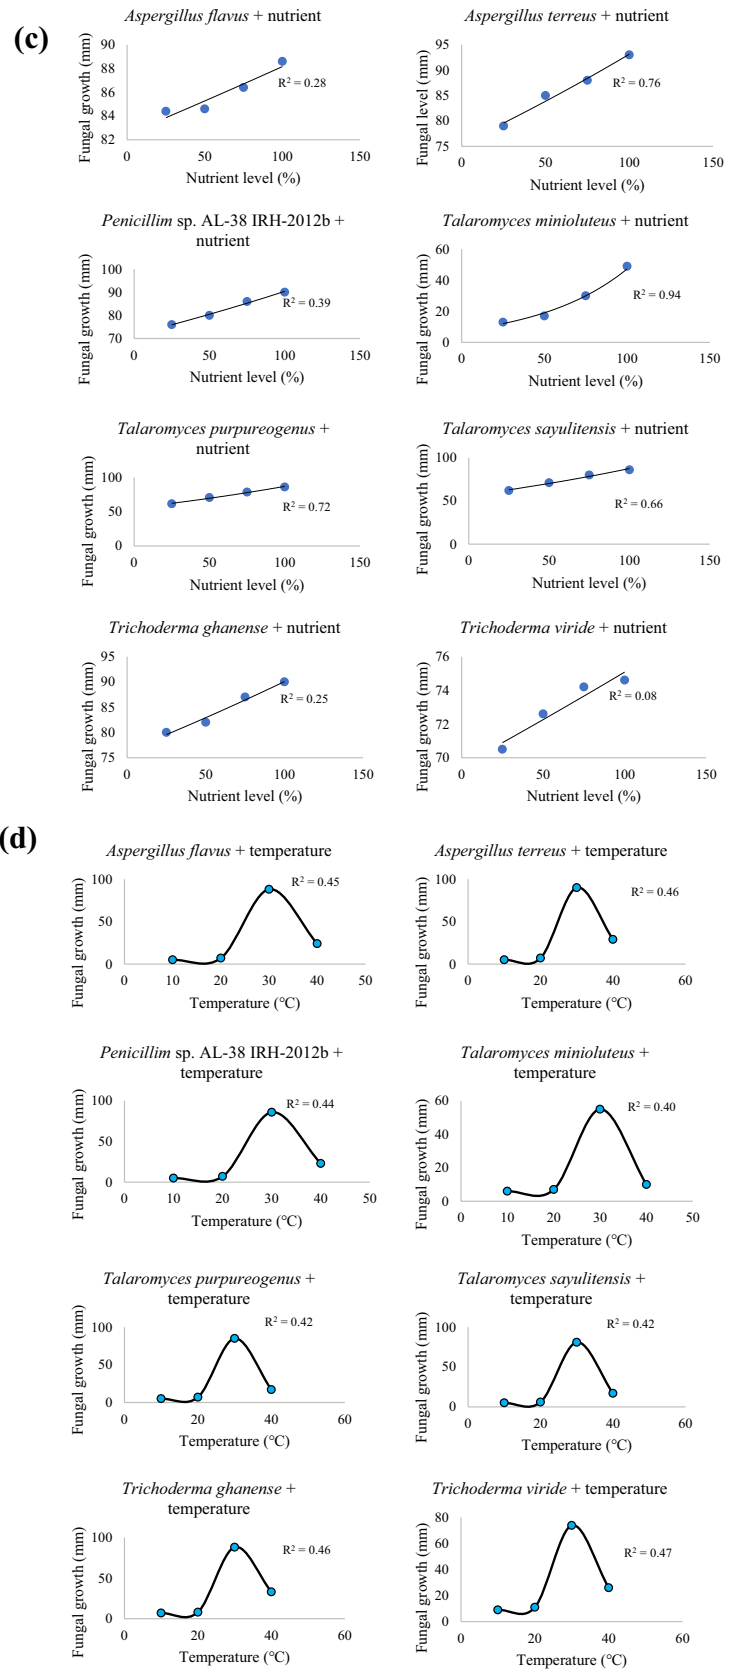 (c)
Aspergillus flavus + nutrient
Fungal growth (mm)
90
88
86
84
82
0
50
100
150
R² = 0.28
Nutrient level (%)
Aspergillus terreus + nutrient
Fungal level (mm)
95
90
85
80
75
0
50
100
150
R² = 0.76
Nutrient level (%)
Penicillim sp. AL-38 IRH-2012b +
nutrient
Fungal growth (mm)
100
90
80
70
0
50
100
150
R² = 0.39
Nutrient level (%)
Talaromyces minioluteus + nutrient
Fungal growth (mm)
60
40
20
0
0
50
100
150
R² = 0.94
Nutrient level (%)
Talaromyces purpureogenus +
nutrient
Fungal growth (mm)
100
50
0
0
50
100
150
R² = 0.72
Nutrient level (%)
Talaromyces sayulitensis + nutrient
Fungal growth (mm)
100
50
0
0
50
100
150
R² = 0.66
Nutrient level (%)
Trichoderma ghanense + nutrient
Fungal growth (mm)
95
90
85
80
75
0
50
100
150
R² = 0.25
Nutrient level (%)
Trichoderma viride + nutrient
Fungal growth (mm)
76
74
72
70
0
50
100
150
R² = 0.08
Nutrient level (%)
(d)
Aspergillus flavus + temperature
Fungal growth (mm)
100
50
0
0
10
20
30
40
50
R² = 0.45
Temperature (℃)
Aspergillus terreus + temperature
Fungal growth (mm)
100
50
0
0
20
40
60
R² = 0.46
Temperature (℃)
Penicillim sp. AL-38 IRH-2012b +
temperature
Fungal growth (mm)
100
50
0
0
10
20
30
40
50
R² = 0.44
Temperature (℃)
Talaromyces minioluteus +
temperature
Fungal growth (mm)
60
40
20
0
0
10
20
30
40
50
R² = 0.40
Temperature (℃)
Talaromyces purpureogenus +
temperature
Fungal growth (mm)
100
50
0
0
20
40
60
R² = 0.42
Temperature (℃)
Talaromyces sayulitensis +
temperature
Fungal growth (mm)
100
50
0
0
20
40
60
R² = 0.42
Temperature (℃)
Trichoderma ghanense +
temperature
Fungal growth (mm)
100
50
0
0
20
40
60
R² = 0.46
Temperature (℃)
Trichoderma viride + temperature
Fungal growth (mm)
80
60
40
20
0
0
20
40
60
R² = 0.47
Temperature (℃)